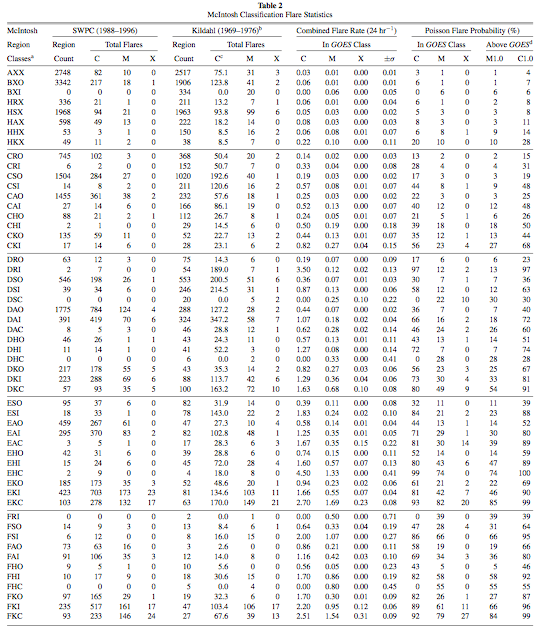 Table 2
McIntosh Classification Flare Statistics
McIntosh SWPC (1988–1996) Kildahl (1969–1976)b Combined Flare Rate (24 hr−1) Poisson Flare Probability (%)
Region Region Total Flares Region Total Flares In GOES Class In GOES Class Above GOESd
Classesa Count C M X Count Cc M X C M X ±σ C M X M1.0 C1.0
AXX 2748 82 10 0 2517 75.1 31 3 0.03 0.01 0.00 0.01 3 1 0 1 4
BXO 3342 217 18 1 1906 123.8 41 2 0.06 0.01 0.00 0.01 6 1 0 1 7
BXI 0 0 0 0 334 0.0 20 0 0.00 0.06 0.00 0.05 0 6 0 6 6
HRX 336 21 1 0 211 13.2 7 1 0.06 0.01 0.00 0.04 6 1 0 2 8
HSX 1968 94 21 0 1963 93.8 99 6 0.05 0.03 0.00 0.02 5 3 0 3 8
HAX 598 49 13 0 222 18.2 14 0 0.08 0.03 0.00 0.03 8 3 0 3 11
HHX 53 3 1 0 150 8.5 16 2 0.06 0.08 0.01 0.07 6 8 1 9 14
HKX 49 11 2 0 38 8.5 7 0 0.22 0.10 0.00 0.11 20 10 0 10 28
CRO 745 102 3 0 368 50.4 20 2 0.14 0.02 0.00 0.03 13 2 0 2 15
CRI 6 2 0 0 152 50.7 7 0 0.33 0.04 0.00 0.08 28 4 0 4 31
CSO 1504 284 27 0 1020 192.6 40 1 0.19 0.03 0.00 0.02 17 3 0 3 19
CSI 14 8 2 0 211 120.6 16 2 0.57 0.08 0.01 0.07 44 8 1 9 48
CAO 1455 361 38 2 232 57.6 18 1 0.25 0.03 0.00 0.02 22 3 0 3 25
CAI 27 14 6 0 166 86.1 19 0 0.52 0.13 0.00 0.07 40 12 0 12 48
CHO 88 21 2 1 112 26.7 8 1 0.24 0.05 0.01 0.07 21 5 1 6 26
CHI 2 1 0 0 29 14.5 6 0 0.50 0.19 0.00 0.18 39 18 0 18 50
CKO 135 59 11 0 52 22.7 13 2 0.44 0.13 0.01 0.07 35 12 1 13 44
CKI 17 14 6 0 28 23.1 6 2 0.82 0.27 0.04 0.15 56 23 4 27 68
DRO 63 12 3 0 75 14.3 6 0 0.19 0.07 0.00 0.09 17 6 0 6 23
DRI 2 7 0 0 54 189.0 7 1 3.50 0.12 0.02 0.13 97 12 2 13 97
DSO 546 198 26 1 553 200.5 51 6 0.36 0.07 0.01 0.03 30 7 1 7 36
DSI 39 34 6 0 246 214.5 31 1 0.87 0.13 0.00 0.06 58 12 0 12 63
DSC 0 0 0 0 20 0.0 5 2 0.00 0.25 0.10 0.22 0 22 10 30 30
DAO 1775 784 124 4 288 127.2 28 2 0.44 0.07 0.00 0.02 36 7 0 7 40
DAI 391 419 70 6 324 347.2 58 7 1.07 0.18 0.02 0.04 66 16 2 18 72
DAC 8 5 3 0 46 28.8 12 1 0.62 0.28 0.02 0.14 46 24 2 26 60
DHO 46 26 1 1 43 24.3 11 0 0.57 0.13 0.01 0.11 43 13 1 14 51
DHI 11 14 1 0 41 52.2 3 0 1.27 0.08 0.00 0.14 72 7 0 7 74
DHC 0 0 0 0 6 0.0 2 0 0.00 0.33 0.00 0.41 0 28 0 28 28
DKO 217 178 55 5 43 35.3 14 2 0.82 0.27 0.03 0.06 56 23 3 25 67
DKI 223 288 69 6 88 113.7 42 6 1.29 0.36 0.04 0.06 73 30 4 33 81
DKC 57 93 35 5 100 163.2 72 10 1.63 0.68 0.10 0.08 80 49 9 54 91
ESO 95 37 6 0 82 31.9 14 0 0.39 0.11 0.00 0.08 32 11 0 11 39
ESI 18 33 1 0 78 143.0 22 2 1.83 0.24 0.02 0.10 84 21 2 23 88
EAO 459 267 61 0 47 27.3 10 4 0.58 0.14 0.01 0.04 44 13 1 14 52
EAI 295 370 83 2 82 102.8 48 1 1.25 0.35 0.01 0.05 71 29 1 30 80
EAC 3 5 1 0 17 28.3 6 3 1.67 0.35 0.15 0.22 81 30 14 39 89
EHO 42 31 6 0 39 28.8 6 0 0.74 0.15 0.00 0.11 52 14 0 14 59
EHI 15 24 6 0 45 72.0 28 4 1.60 0.57 0.07 0.13 80 43 6 47 89
EHC 2 9 0 0 4 18.0 8 0 4.50 1.33 0.00 0.41 99 74 0 74 100
EKO 185 173 35 3 52 48.6 20 1 0.94 0.23 0.02 0.06 61 21 2 22 69
EKI 423 703 173 23 81 134.6 103 11 1.66 0.55 0.07 0.04 81 42 7 46 90
EKC 103 278 132 17 63 170.0 149 21 2.70 1.69 0.23 0.08 93 82 20 85 99
FRI 0 0 0 0 2 0.0 1 0 0.00 0.50 0.00 0.71 0 39 0 39 39
FSO 14 9 3 0 13 8.4 6 1 0.64 0.33 0.04 0.19 47 28 4 31 64
FSI 6 12 0 0 8 16.0 15 0 2.00 1.07 0.00 0.27 86 66 0 66 95
FAO 73 63 16 0 3 2.6 0 0 0.86 0.21 0.00 0.11 58 19 0 19 66
FAI 91 106 35 3 12 14.0 8 0 1.16 0.42 0.03 0.10 69 34 3 36 80
FHO 9 5 1 0 10 5.6 0 0 0.56 0.05 0.00 0.23 43 5 0 5 46
FHI 10 17 9 0 18 30.6 15 0 1.70 0.86 0.00 0.19 82 58 0 58 92
FHC 0 0 0 0 5 0.0 4 0 0.00 0.80 0.00 0.45 0 55 0 55 55
FKO 97 165 29 1 19 32.3 6 0 1.70 0.30 0.01 0.09 82 26 1 27 87
FKI 235 517 161 17 47 103.4 106 17 2.20 0.95 0.12 0.06 89 61 11 66 96
FKC 93 233 146 24 27 67.6 39 13 2.51 1.54 0.31 0.09 92 79 27 84 99